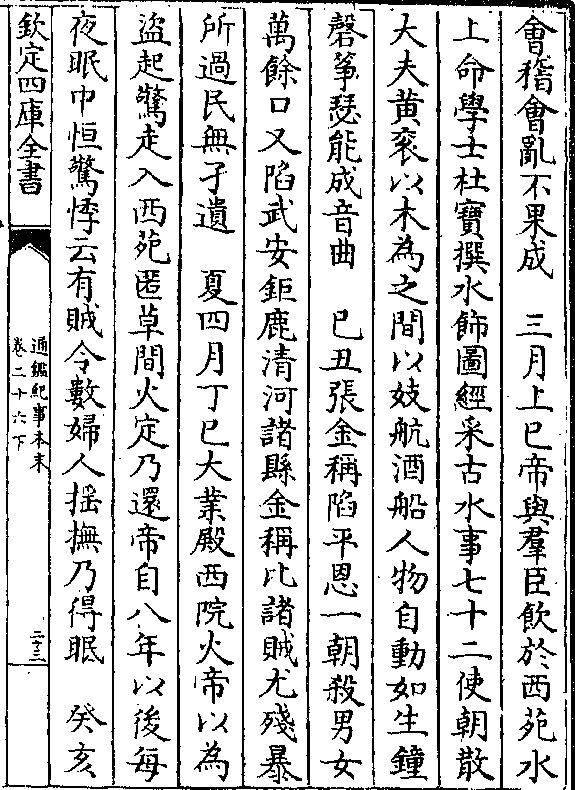 會稽會亂不果成　三月上巳帝與羣臣飲於西苑水
上命學士杜寶撰水飾圖經采古水事七十二使朝散
大夫黄衮以木為之間以妓航酒船人物自動如生鐘
磬筝瑟能成音曲　己丑張金稱陷平恩一朝殺男女
萬餘口又陷武安鉅鹿清河諸縣金稱比諸賊尤殘暴
所過民無孑遺　夏四月丁巳大業殿西院火帝以為
盜起驚走入西苑匿草間火定乃還帝自八年以後每
夜眠中恒驚悸云有賊令數婦人揺撫乃得眠　癸亥
欽定四庫全書
通鑑紀事本末
卷二十六下
二十三